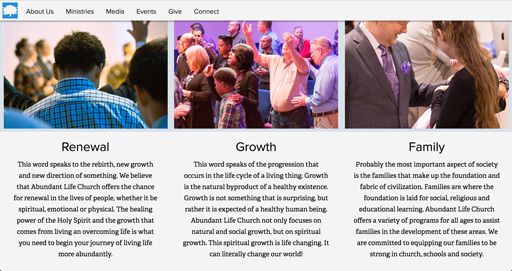 About Us Ministries Media Events Give Connect
Renewal
This word speaks to the rebirth, new growth
and new direction of something. We believe
that Abundant Life Church offers the chance
for renewal in the lives of people, whether it be
spiritual, emotional or physical. The healing
power of the Holy Spirit and the growth that
comes from living an overcoming life is what
you need to begin your journey of living life
more abundantly.
Growth
This word speaks of the progression that
occurs in the life cycle of a living thing. Growth
is the natural byproduct of a healthy existence.
Growth is not something that is surprising, but
rather it is expected of a healthy human being.
Abundant Life Church not only focuses on
natural and social growth, but on spiritual
growth. This spiritual growth is life changing. It
can literally change our world!
Family
Probably the most important aspect of society
is the families that make up the foundation and
fabric of civilization. Families are where the
foundation is laid for social, religious and
educational learning. Abundant Life Church
offers a variety of programs for all ages to assist
families in the development of these areas. We
are committed to equipping our families to be
strong in church, schools and society.